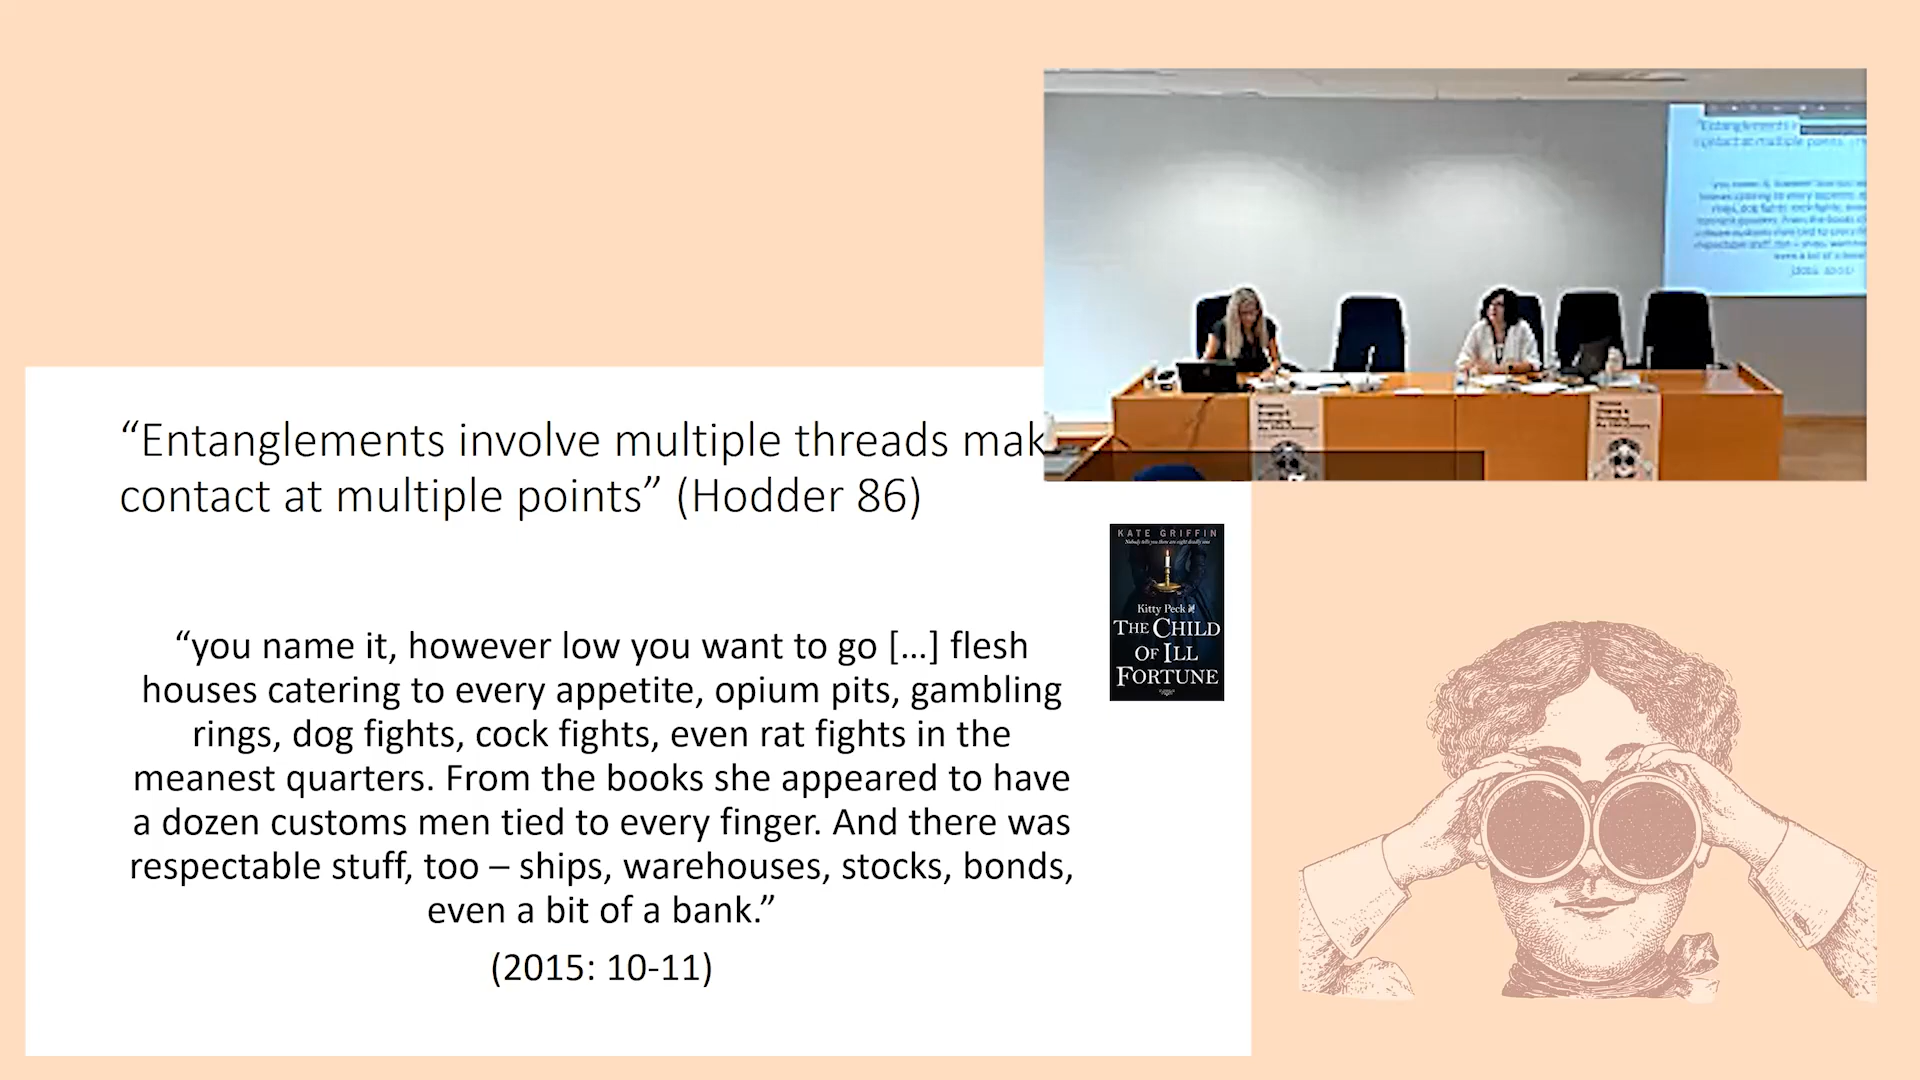 “Entanglements involve multiple threads mak
contact at multiple points” (Hodder 86)
“you name it, however low you want to go [...] flesh
houses catering to every appetite, opium pits, gambling
rings, dog fights, cock fights, even rat fights in the
meanest quarters. From the books she appeared to have
a dozen customs men tied to every finger. And there was
respectable stuff, too – ships, warehouses, stocks, bonds,
even a bit of a bank.”
(2015: 10-11)
KATE GRIFFIN
Kitty Peck
THE CHILD
OF ILL
FORTUNE